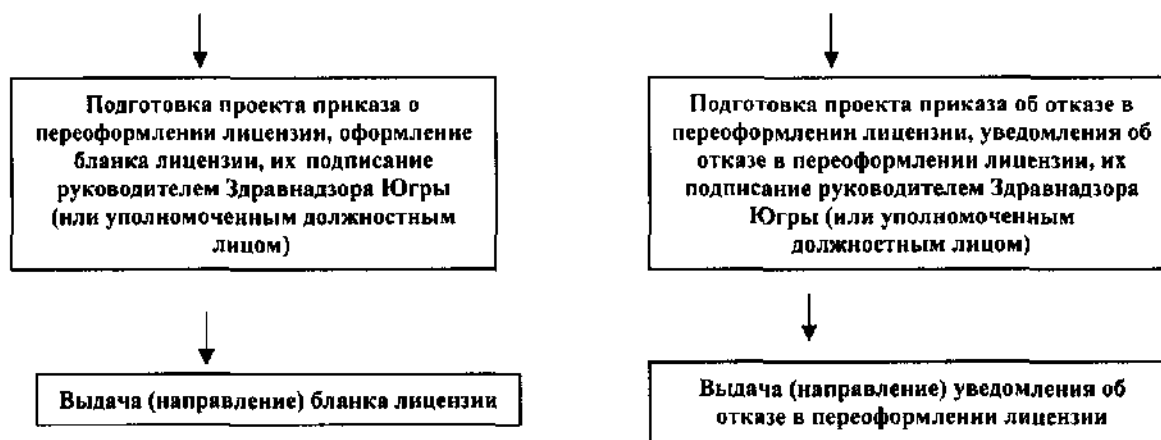 Подготовка проекта приказа о
переоформлении лицензии, оформление
бланка лицензии, их подписание
руководителем Здравнадзора Югры
(или уполномоченным должностным
лицом)
Выдача (направление) бланка лицензии
Подготовка проекта приказа об отказе в
переоформлении лицензии, уведомления об
отказе в переоформлении лицензии, их
подписание руководителем Здравнадзора
Югры (или уполномоченным
должностным лицом)
Выдача (направление) уведомления об
отказе в переоформлении лицензии